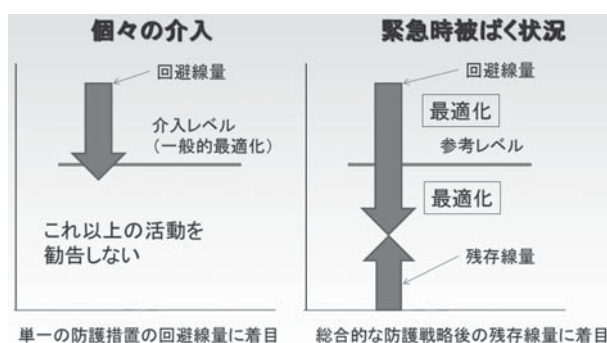 個々の介入
回避線量
介入レベル
（一般的最適化）
これ以上の活動を
勧告しない
単一の防護措置の回避線量に着目
緊急時被ばく状況
回避線量
最適化
参考レベル
最適化
残存線量
総合的な防護戦略後の残存線量に着目